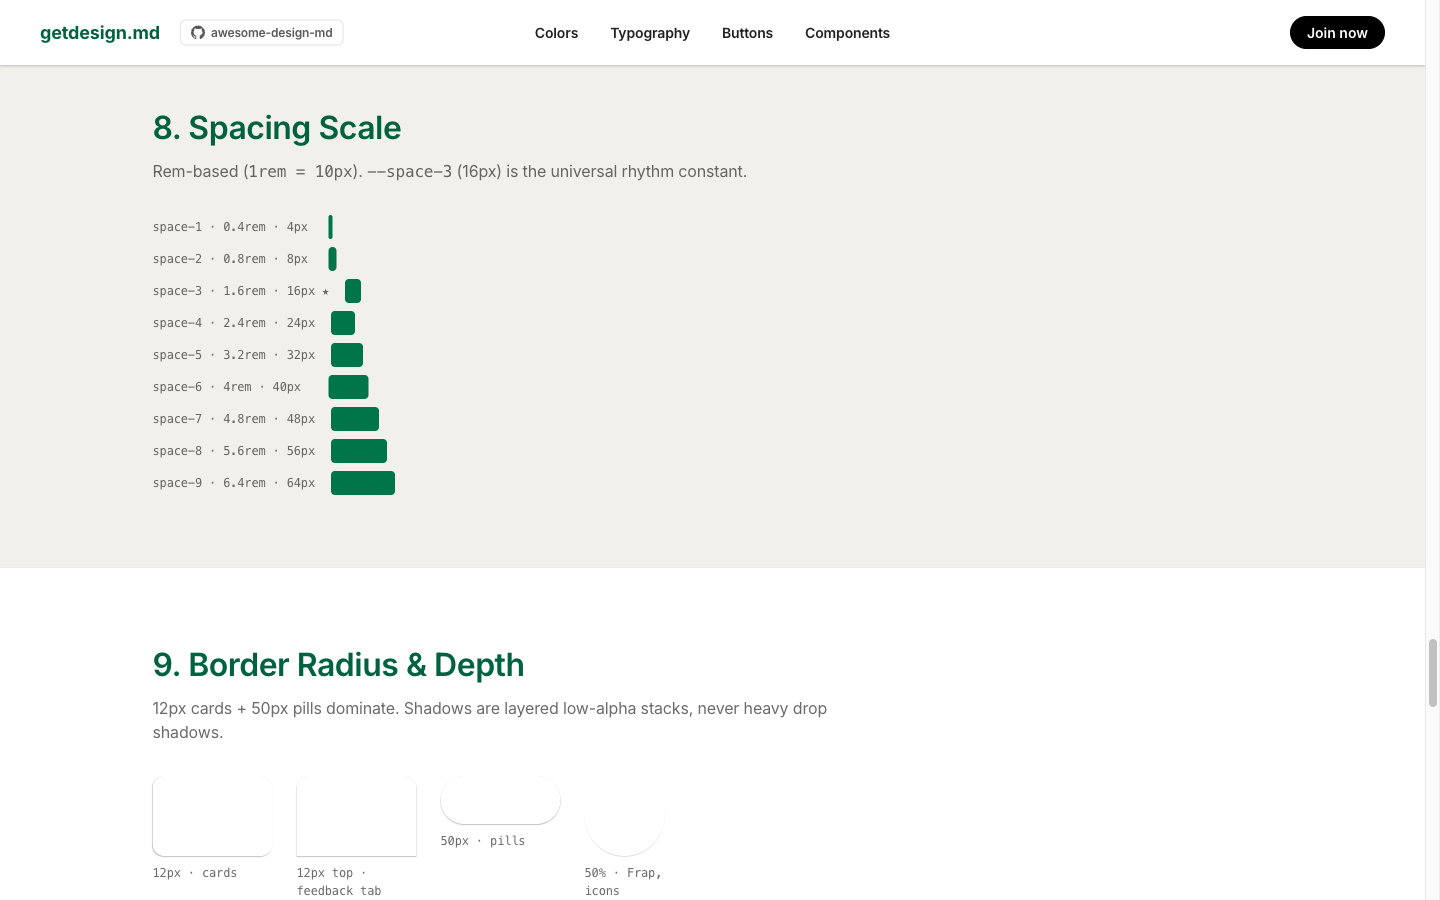 getdesign.md
awesome-design-md
Colors
Typography
Buttons
Components
Join now
8. Spacing Scale
Rem-based (1rem = 10px). --space-3 (16px) is the universal rhythm constant.
space-1 · 0.4rem · 4px
space-2 · 0.8rem · 8px
space-3 · 1.6rem · 16px ★
space-4 · 2.4rem · 24px
space-5 · 3.2rem · 32px
space-6 · 4rem · 40px
space-7 · 4.8rem · 48px
space-8 · 5.6rem · 56px
space-9 · 6.4rem · 64px
9. Border Radius & Depth
12px cards + 50px pills dominate. Shadows are layered low-alpha stacks, never heavy drop
shadows.
12px · cards
12px top ·
feedback tab
50px · pills
50% · Frap,
icons